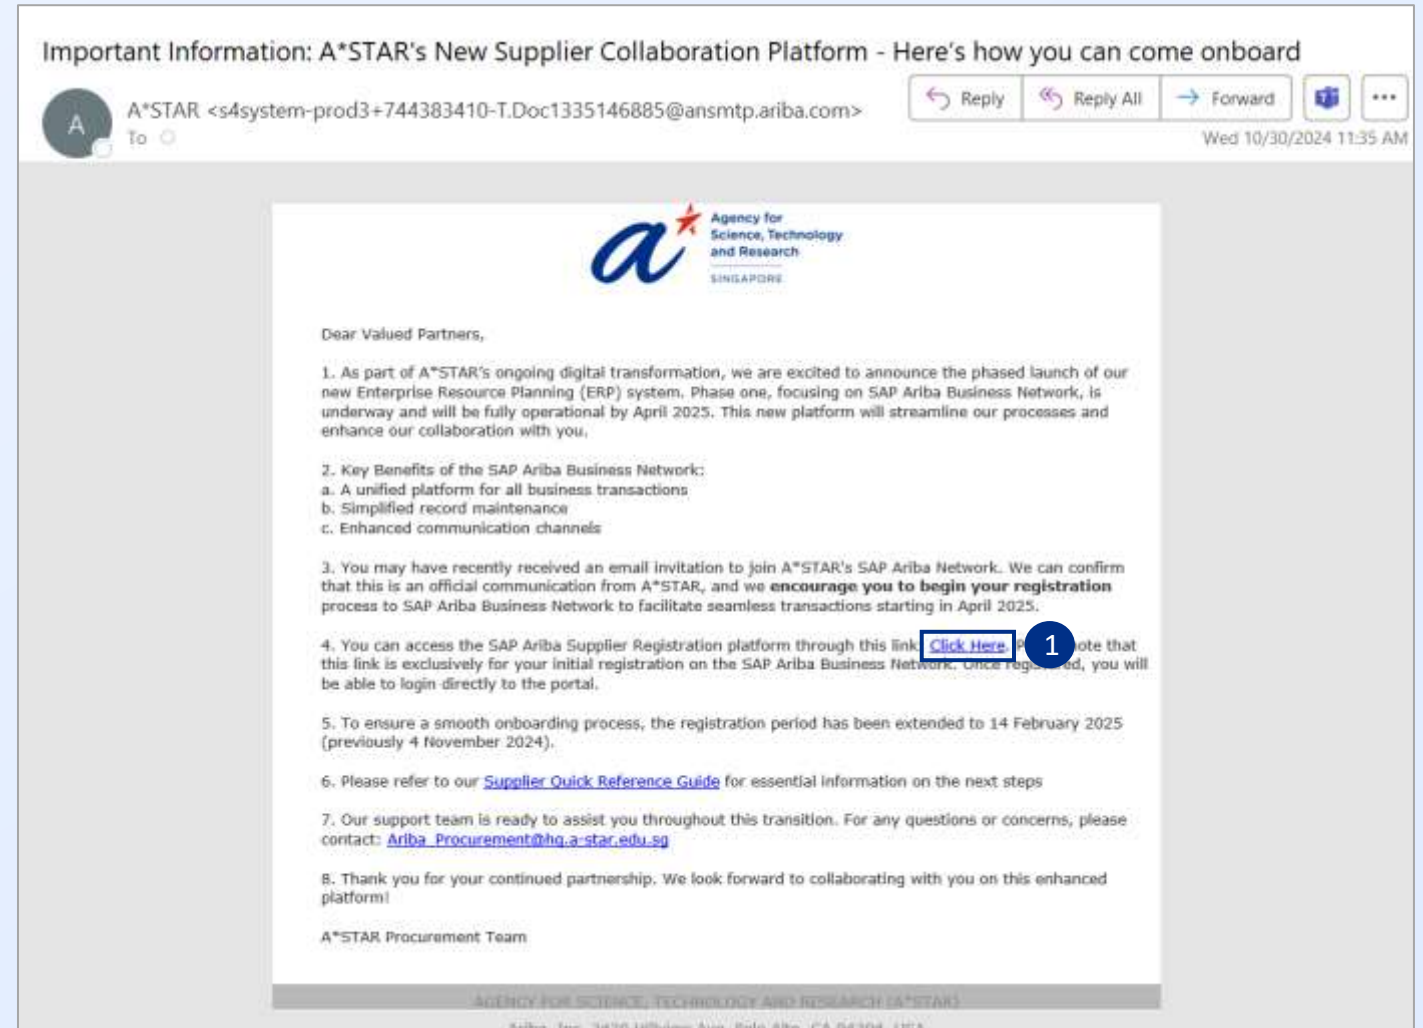 Important Information: A*STAR's New Supplier Collaboration Platform - Here's how you can come onboard
A
A*STAR <s4system-prod3+744383410-T.Doc1335146885@ansmtp.ariba.com>
To
Reply
Reply All
Forward
Wed 10/30/2024 11:35 AM
a
Agency for
Science, Technology
and Research
SINGAPORE
Dear Valued Partners,
1. As part of A*STAR's ongoing digital transformation, we are excited to announce the phased launch of our
new Enterprise Resource Planning (ERP) system. Phase one, focusing on SAP Ariba Business Network, is
underway and will be fully operational by April 2025. This new platform will streamline our processes and
enhance our collaboration with you.
2. Key Benefits of the SAP Ariba Business Network:
a. A unified platform for all business transactions
b. Simplified record maintenance
c. Enhanced communication channels
3. You may have recently received an email invitation to join A*STAR's SAP Ariba Network. We can confirm
that this is an official communication from A*STAR, and we encourage you to begin your registration
process to SAP Ariba Business Network to facilitate seamless transactions starting in April 2025.
4. You can access the SAP Ariba Supplier Registration platform through this link: Click Here. 1 note that
this link is exclusively for your initial registration on the SAP Ariba Business Network. Once registered, you will
be able to login directly to the portal.
5. To ensure a smooth onboarding process, the registration period has been extended to 14 February 2025
(previously 4 November 2024).
6. Please refer to our Supplier Quick Reference Guide for essential information on the next steps
7. Our support team is ready to assist you throughout this transition. For any questions or concerns, please
contact: Ariba_Procurement@hq.a-star.edu.sg
8. Thank you for your continued partnership. We look forward to collaborating with you on this enhanced
platform!
A*STAR Procurement Team
AGENCY FOR SCIENCE, TECHNOLOGY AND RESEARCH (A*STAR)